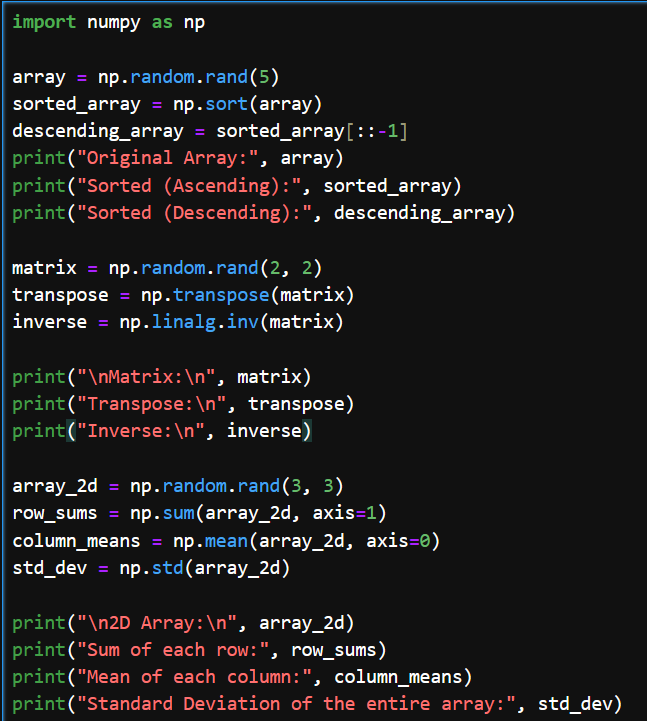 import numpy as np
array = np.random.rand(5)
sorted_array = np.sort(array)
descending_array = sorted_array[::-1]
print("Original Array:", array)
print("Sorted (Ascending):", sorted_array)
print("Sorted (Descending):", descending_array)
matrix = np.random.rand(2, 2)
transpose = np.transpose(matrix)
inverse = np.linalg.inv(matrix)
print("\nMatrix:\n", matrix)
print("Transpose:\n", transpose)
print("Inverse:\n", inverse)
array_2d = np.random.rand(3, 3)
row_sums = np.sum(array_2d, axis=1)
column_means = np.mean(array_2d, axis=0)
std_dev = np.std(array_2d)
print("\n2D Array:\n", array_2d)
print("Sum of each row:", row_sums)
print("Mean of each column:", column_means)
print("Standard Deviation of the entire array:", std_dev)